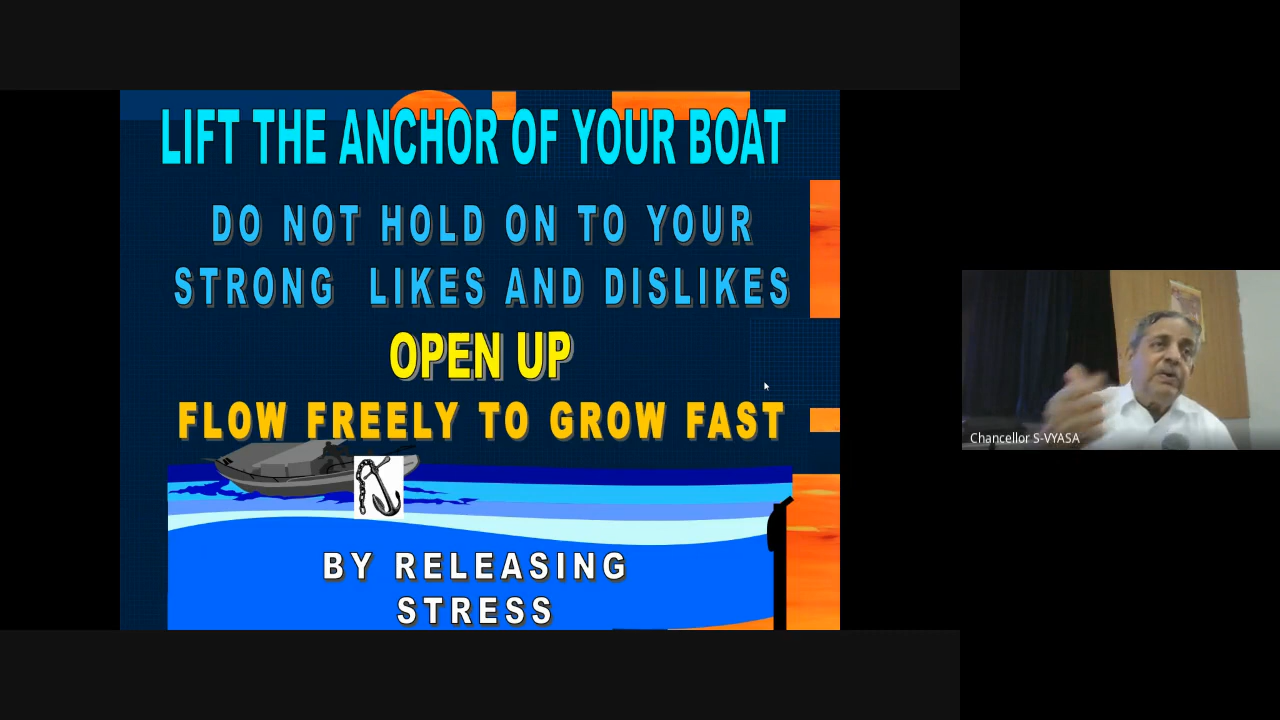 LIFT THE ANCHOR OF YOUR BOAT
DO NOT HOLD ON TO YOUR
STRONG LIKES AND DISLIKES
OPEN UP
FLOW FREELY TO GROW FAST
BY RELEASING
STRESS
Chancellor S-VYASA